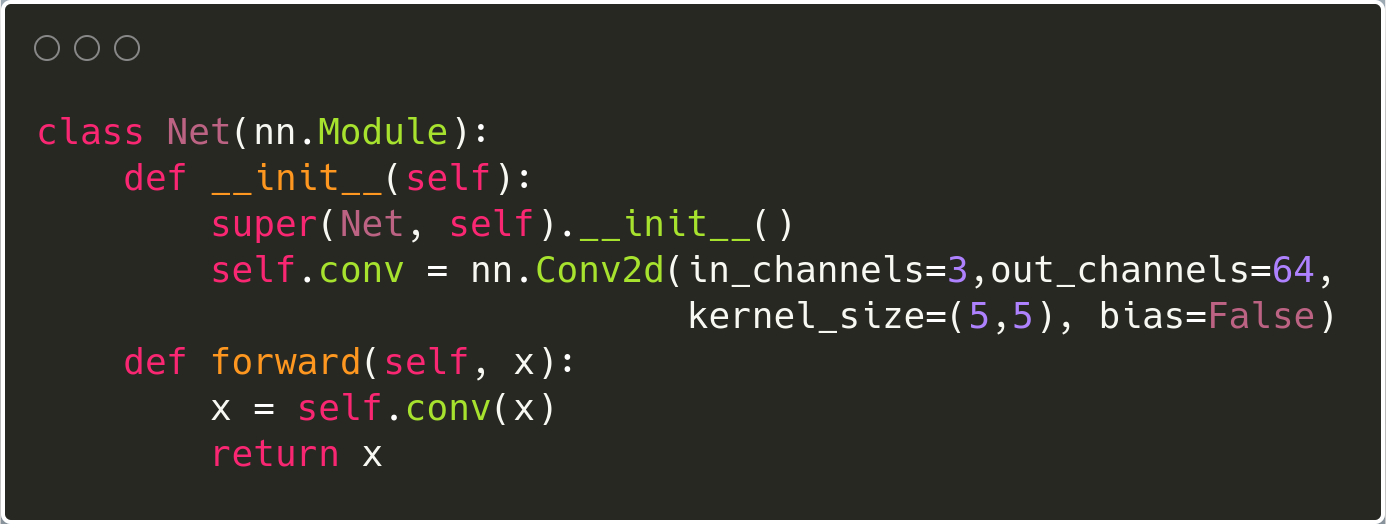 class Net(nn.Module):
    def __init__(self):
        super(Net, self).__init__()
        self.conv = nn.Conv2d(in_channels=3,out_channels=64,
                              kernel_size=(5,5), bias=False)
    def forward(self, x):
        x = self.conv(x)
        return x